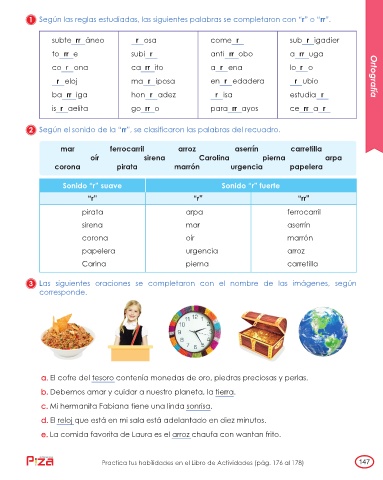 1 Según las reglas estudiadas, las siguientes palabras se completaron con “r” o “rr”.
subte rr áneo r osa come r sub r igadier
to rr e subi r anti rr obo a rr uga
co r ona ca rr ito a r ena lo r o
r eloj ma r iposa en r edadera r ubio
ba rr iga hon r adez r isa estudia r
is r aelita go rr o para rr ayos ce rr a r
Ortografía
2 Según el sonido de la “rr”, se clasificaron las palabras del recuadro.
mar ferrocarril arroz aserrín carretilla
oír sirena Carolina pierna arpa
corona pirata marrón urgencia papelera
Sonido “r” suave Sonido “r” fuerte
“r” “r” “rr”
pirata arpa ferrocarril
sirena mar aserrín
corona oír marrón
papelera urgencia arroz
Carina pierna carretilla
3 Las siguientes oraciones se completaron con el nombre de las imágenes, según
corresponde.
a. El cofre del tesoro contenía monedas de oro, piedras preciosas y perlas.
b. Debemos amar y cuidar a nuestro planeta, la tierra.
c. Mi hermanita Fabiana tiene una linda sonrisa.
d. El reloj que está en mi sala está adelantado en diez minutos.
e. La comida favorita de Laura es el arroz chaufa con wantan frito.
Practica tus habilidades en el Libro de Actividades (pág. 176 al 178) 147